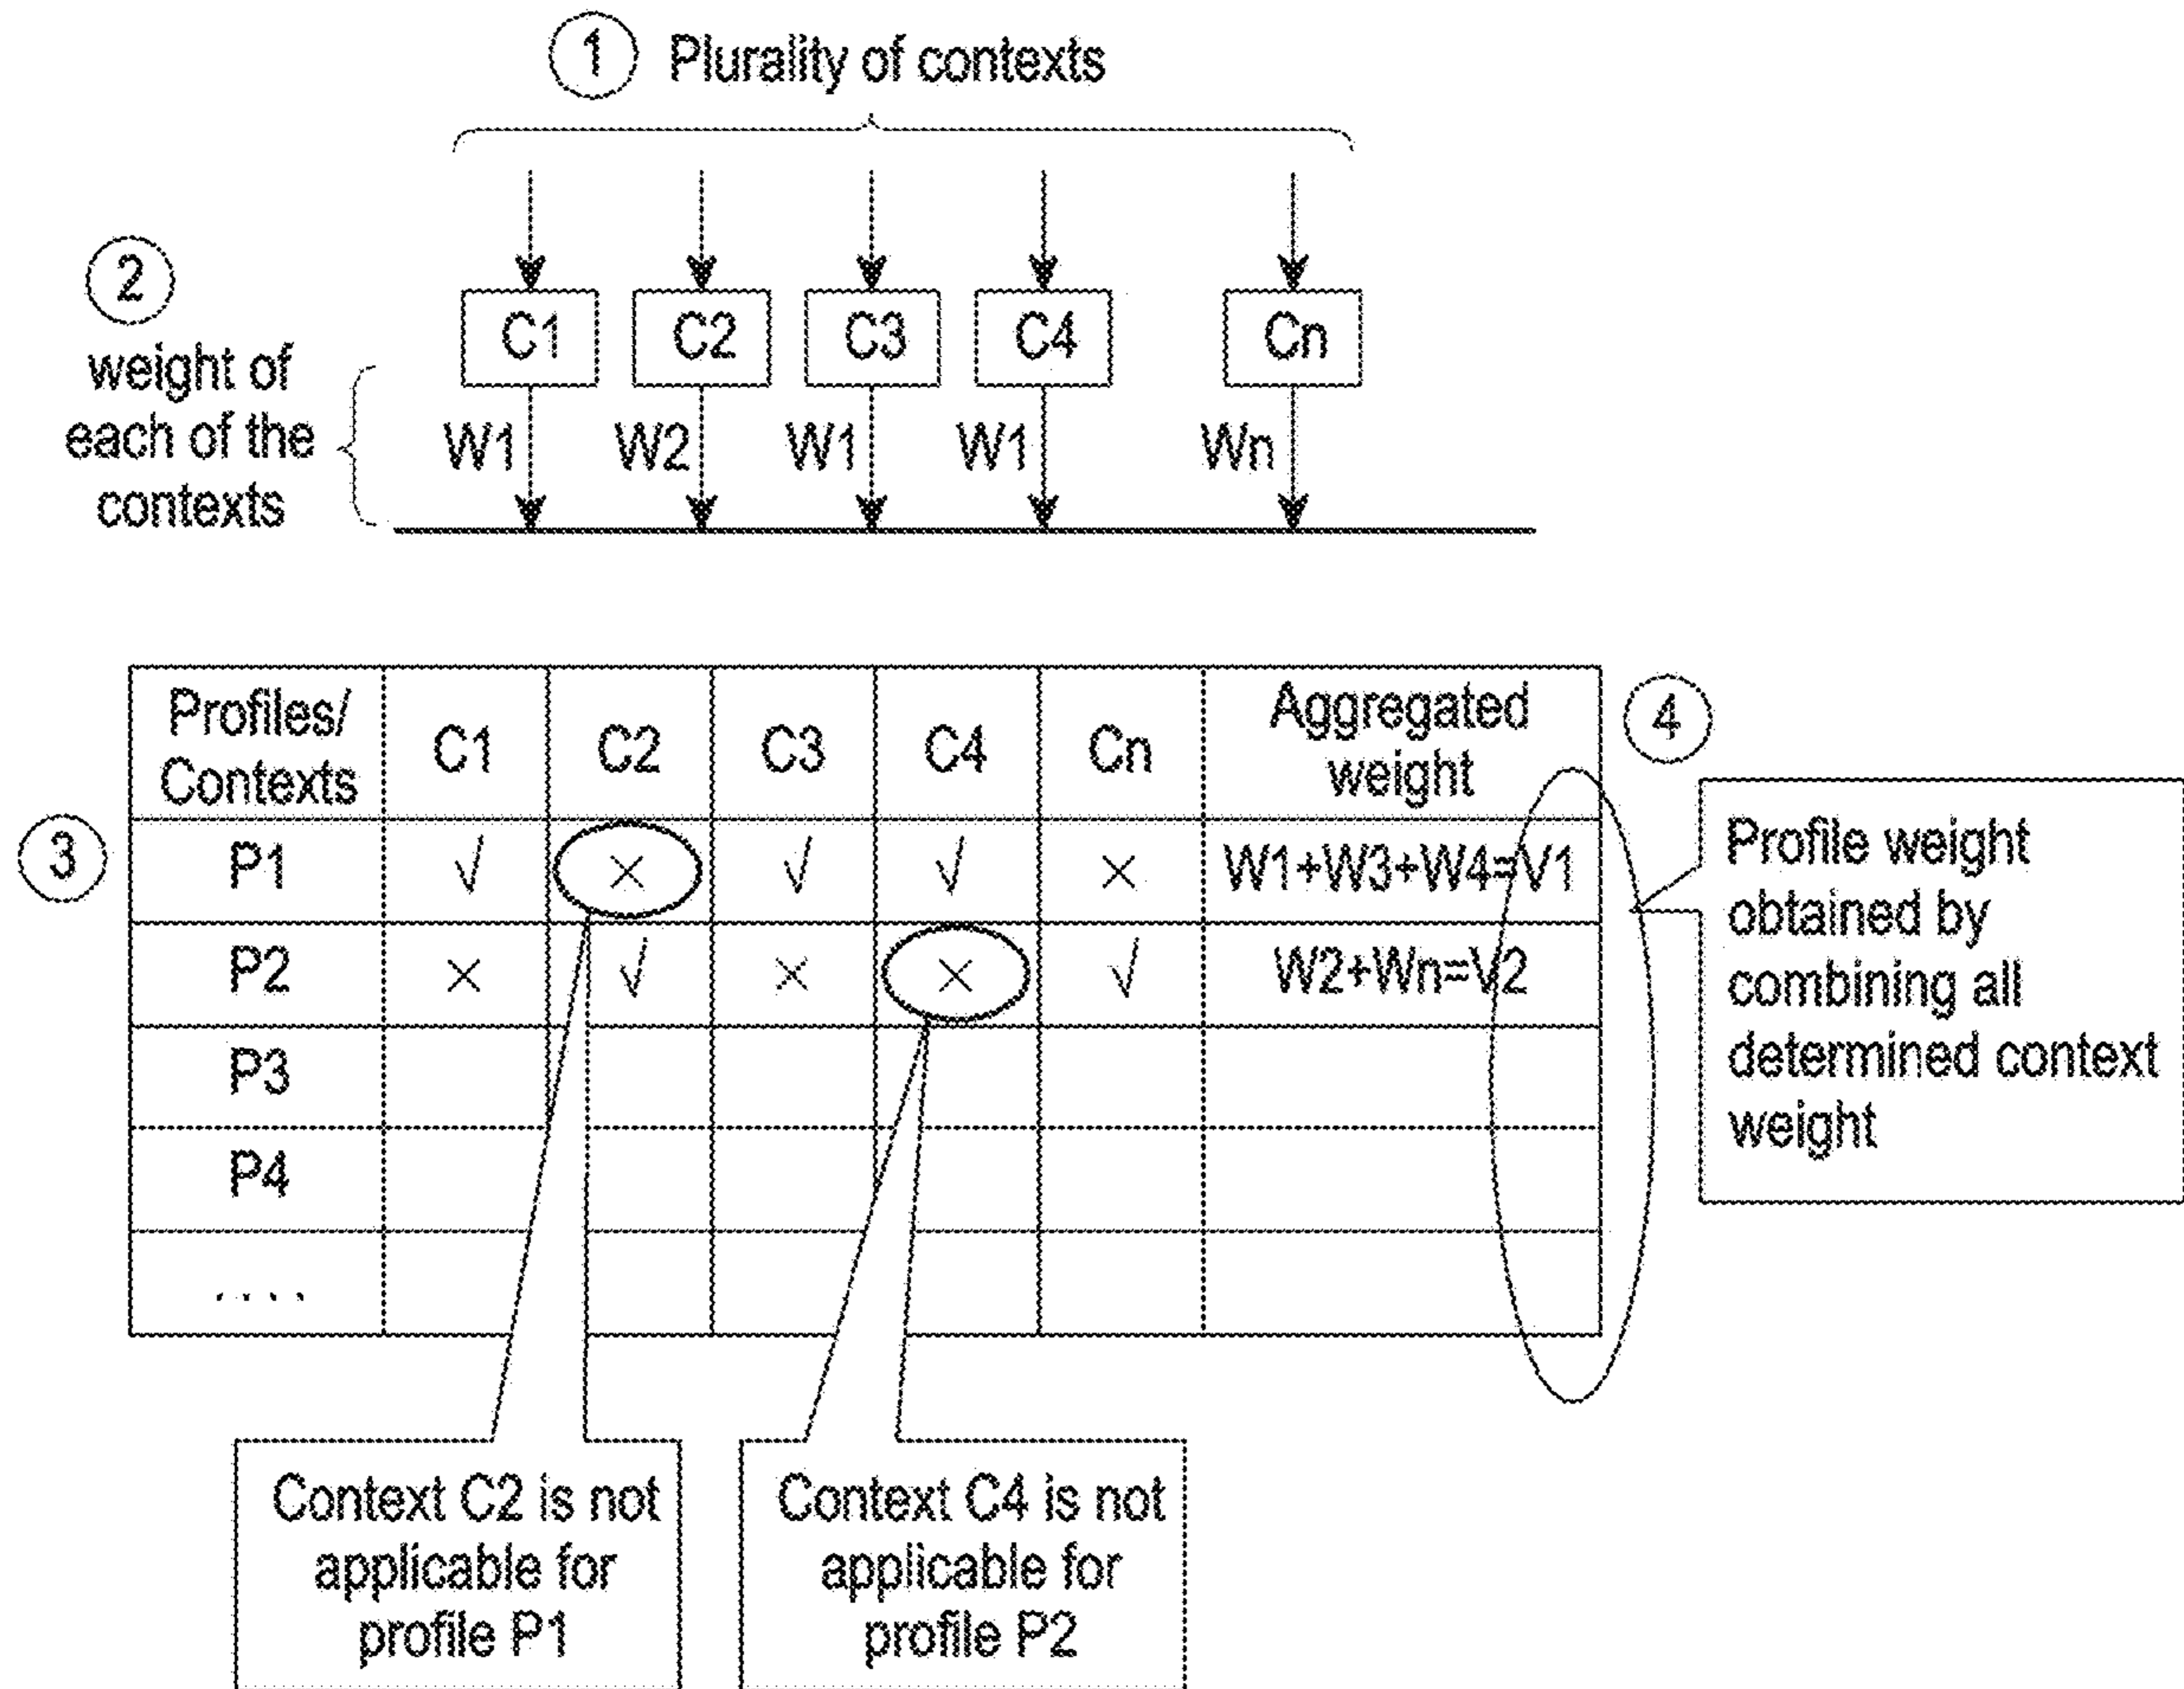 1 Plurality of contexts
2
weight of
each of the
contexts
C1 C2 C3 C4 Cn
W1 W2 W1 W1 Wn
Profiles/
Contexts
C1 C2 C3 C4 Cn
Aggregated
weight
4
3
P1 √ × √ √ × W1+W3+W4=V1
P2 × √ × × √ W2+Wn=V2
P3
P4
. . . .
Profile weight
obtained by
combining all
determined context
weight
Context C2 is not
applicable for
profile P1
Context C4 is not
applicable for
profile P2